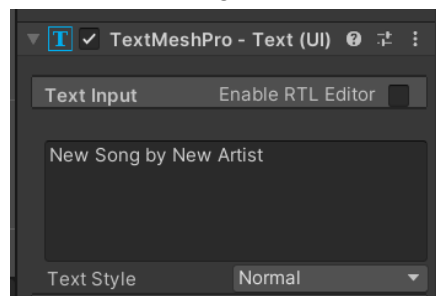 TextMeshPro - Text (UI)
Text Input Enable RTL Editor
New Song by New Artist
Text Style Normal